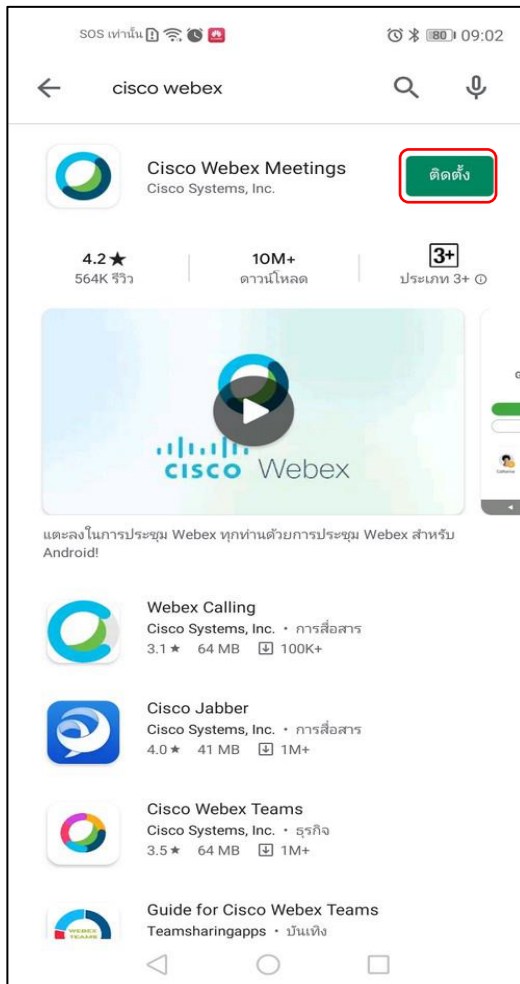 SOS เท่านั้น 80 09:02
cisco webex
Cisco Webex Meetings
Cisco Systems, Inc.
ติดตั้ง
4.2★ 10M+ 3+
564K รีวิว ดาวน์โหลด ประเภท 3+
CISCO Webex
แตะลงในการประชุม Webex ทุกท่านด้วยการประชุม Webex สำหรับ
Android!
Webex Calling
Cisco Systems, Inc. • การสื่อสาร
3.1★ 64 MB 100K+
Cisco Jabber
Cisco Systems, Inc. • การสื่อสาร
4.0★ 41 MB 1M+
Cisco Webex Teams
Cisco Systems, Inc. • ธุรกิจ
3.5★ 64 MB 1M+
Guide for Cisco Webex Teams
WEBEX
TEAMS
Teamsharingapps • บันเทิง